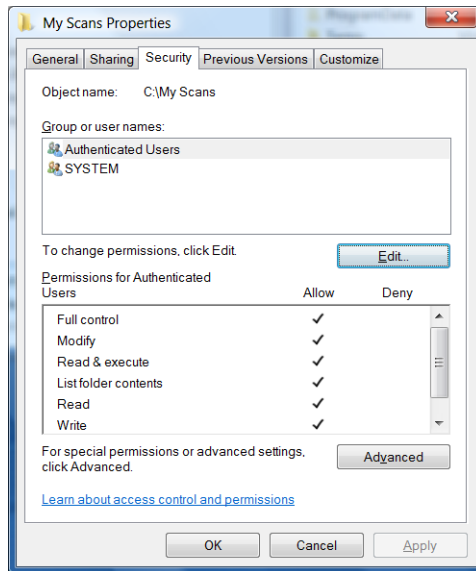 My Scans Properties
General Sharing Security Previous Versions Customize
Object name: C:\My Scans
Group or user names:
Authenticated Users
SYSTEM
To change permissions, click Edit.
Edit...
Permissions for Authenticated
Users Allow Deny
Full control
Modify
Read & execute
List folder contents
Read
Write
For special permissions or advanced settings,
click Advanced.
Advanced
Learn about access control and permissions
OK Cancel Apply